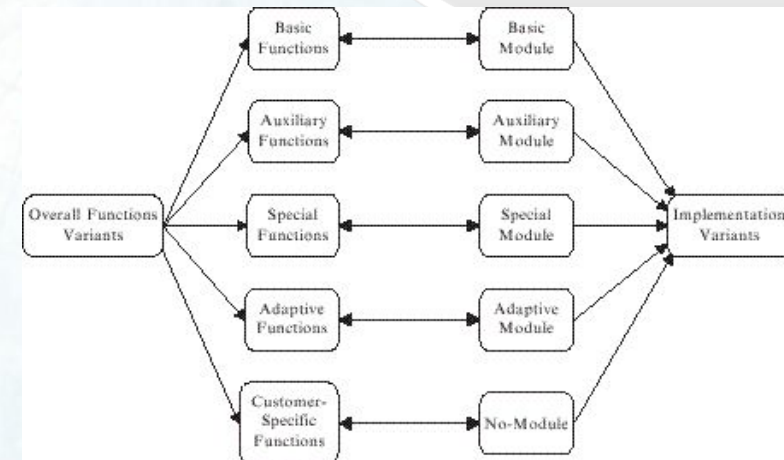 Basic
Functions
Basic
Module
Auxiliary
Functions
Auxiliary
Module
Overall Functions
Variants
Special
Functions
Special
Module
Implementation
Variants
Adaptive
Functions
Adaptive
Module
Customer-
Specific
Functions
No-Module